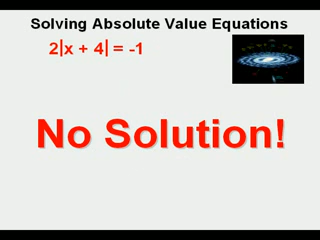 Solving Absolute Value Equations
2|x + 4| = -1
No Solution!